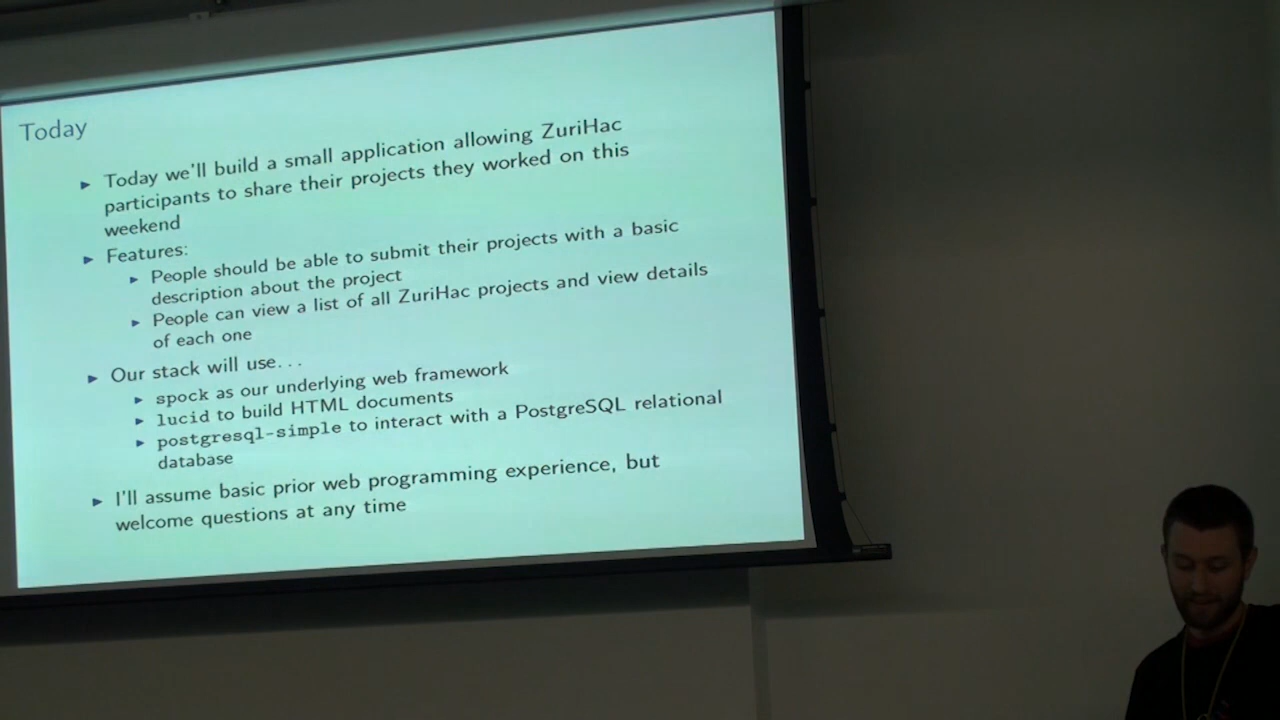 Today
▸ Today we'll build a small application allowing ZuriHac
participants to share their projects they worked on this
weekend
▸ Features:
▸ People should be able to submit their projects with a basic
description about the project
▸ People can view a list of all ZuriHac projects and view details
of each one
▸ Our stack will use...
▸ spock as our underlying web framework
▸ lucid to build HTML documents
▸ postgresql-simple to interact with a PostgreSQL relational
database
▸ I'll assume basic prior web programming experience, but
welcome questions at any time